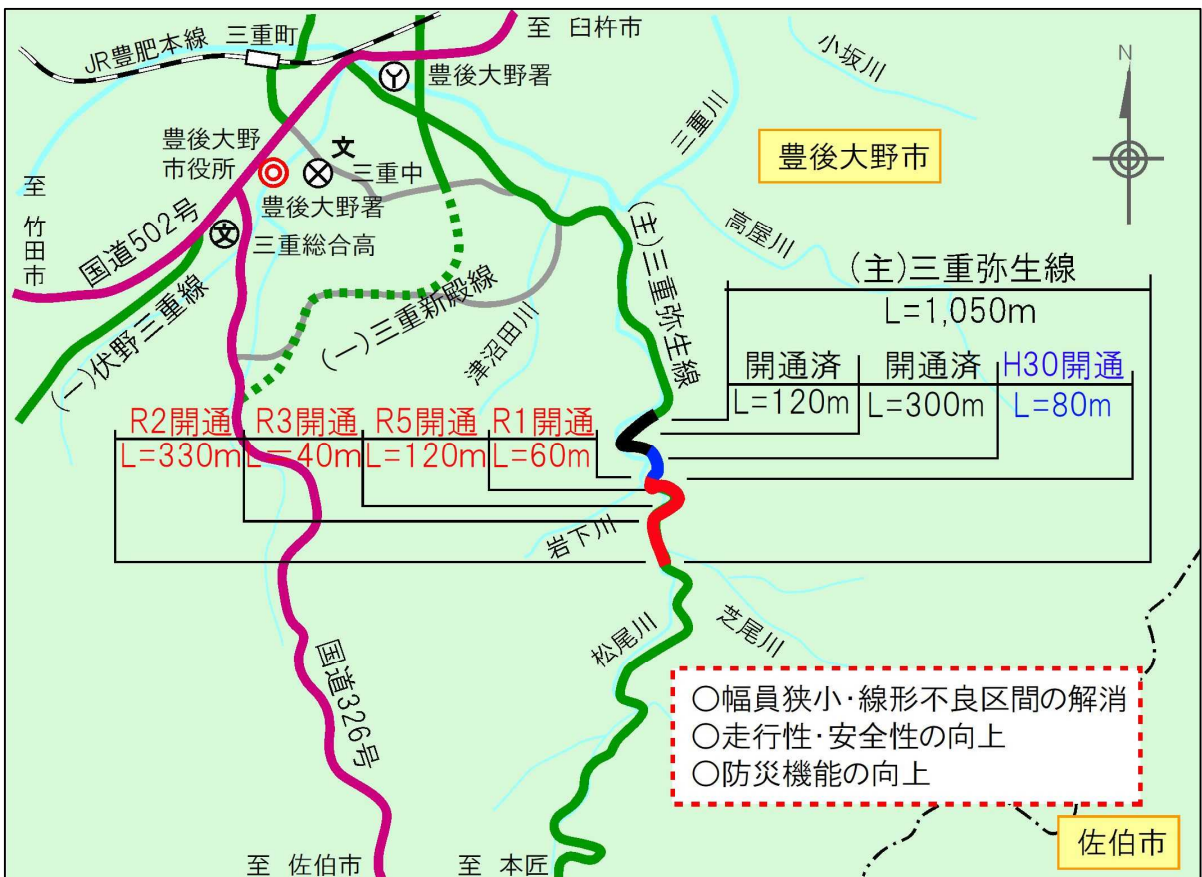 至 臼杵市
JR豊肥本線 三重町
小坂川
N
豊後大野署
三重川
豊後大野
市役所
文
三重中
豊後大野市
至 竹田市
豊後大野署
文
三重総合高
国道502号
高屋川
(主)三重弥生線
(一)伏野三重線
(一)三重新殿線
津沼田川
(主)三重弥生線
L=1,050m
開通済
開通済
H30開通
L=120m
L=300m
L=80m
R2開通
R3開通
R5開通
R1開通
L=330m
L=40m
L=120m
L=60m
岩下川
松尾川
芝尾川
国道326号
○幅員狭小・線形不良区間の解消
○走行性・安全性の向上
○防災機能の向上
佐伯市
至 佐伯市
至 本匠